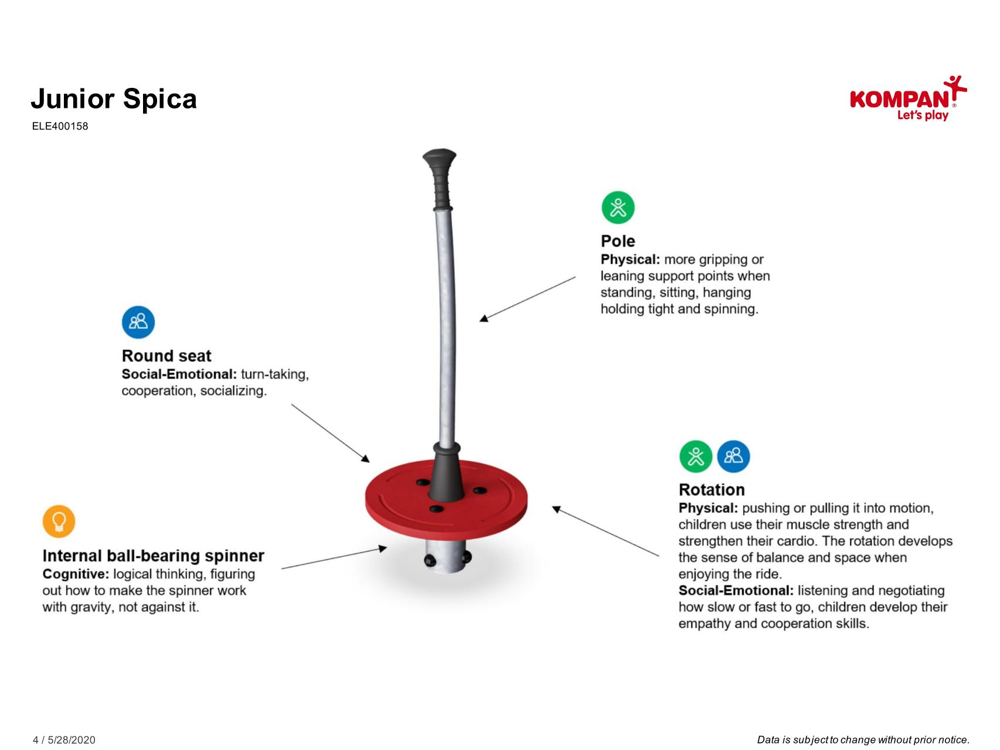 Junior Spica
ELE400158
KOMPAN®
Let's play
Pole
Physical: more gripping or
leaning support points when
standing, sitting, hanging
holding tight and spinning.
Round seat
Social-Emotional: turn-taking,
cooperation, socializing.
Rotation
Physical: pushing or pulling it into motion,
children use their muscle strength and
strengthen their cardio. The rotation develops
the sense of balance and space when
enjoying the ride.
Social-Emotional: listening and negotiating
how slow or fast to go, children develop their
empathy and cooperation skills.
Internal ball-bearing spinner
Cognitive: logical thinking, figuring
out how to make the spinner work
with gravity, not against it.
4 / 5/28/2020
Data is subject to change without prior notice.